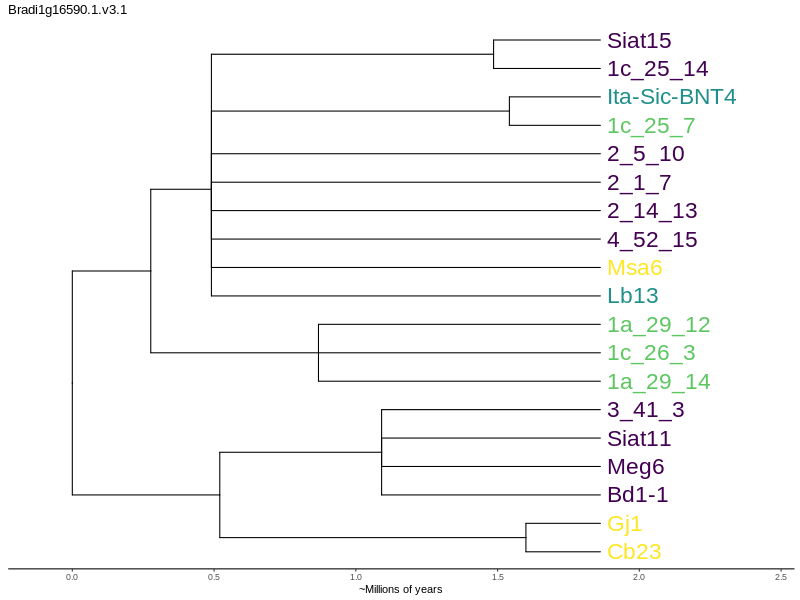 Bradi1g16590.1.v3.1
Siat15
1c_25_14
Ita-Sic-BNT4
1c_25_7
2_5_10
2_1_7
2_14_13
4_52_15
Msa6
Lb13
1a_29_12
1c_26_3
1a_29_14
3_41_3
Siat11
Meg6
Bd1-1
Gj1
Cb23
0.0 0.5 1.0 1.5 2.0 2.5
~Millions of years